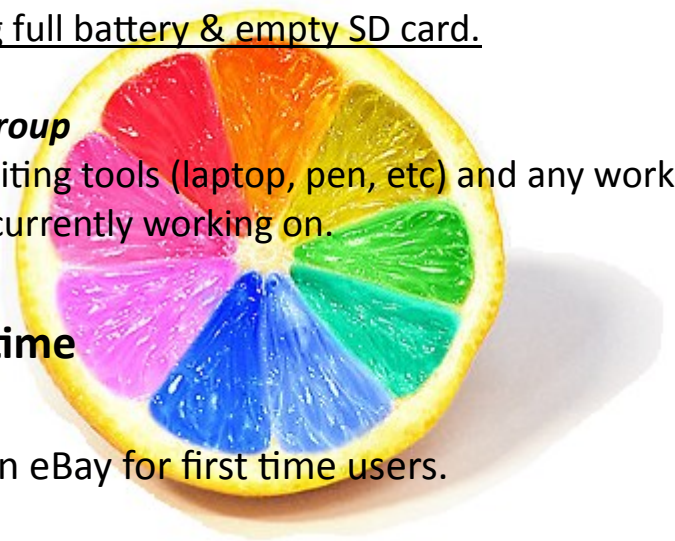 full battery & empty SD card.
roup
iting tools (laptop, pen, etc) and any work
currently working on.
ime
n eBay for first time users.